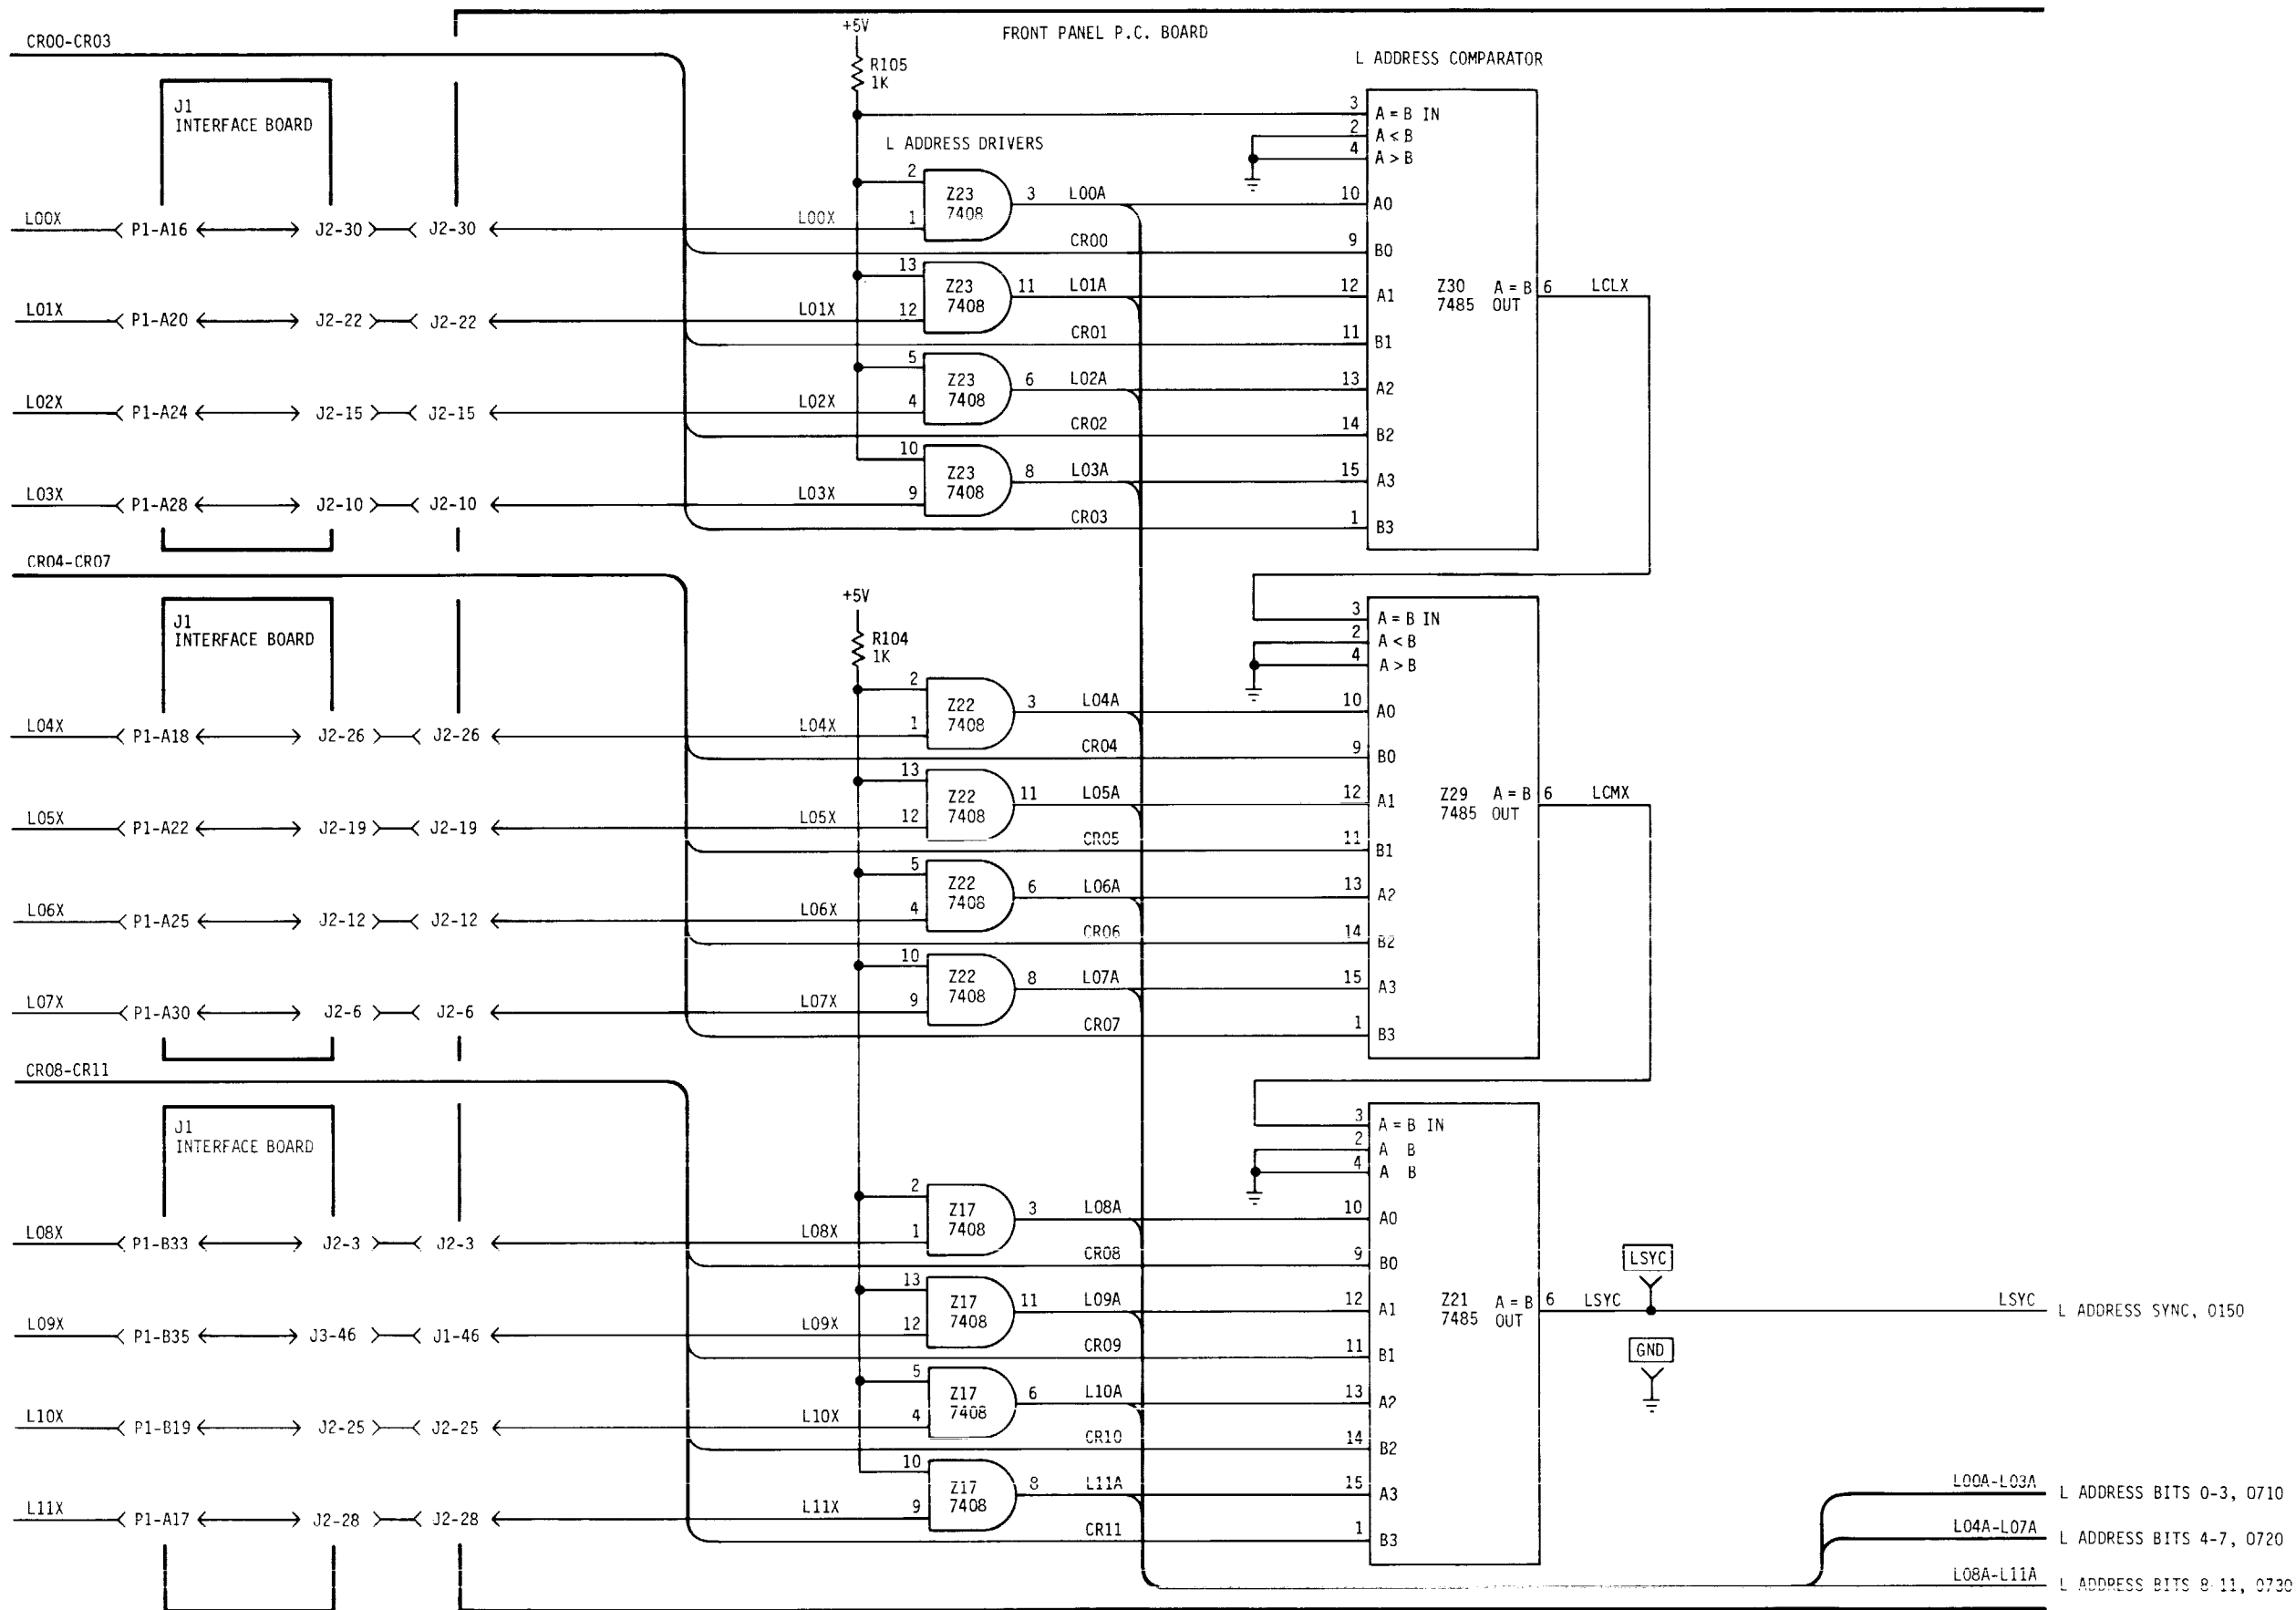 FRONT PANEL P.C. BOARD
CR00-CR03
+5V
R105
1K
L ADDRESS COMPARATOR
J1
INTERFACE BOARD
L ADDRESS DRIVERS
3 A = B IN
2 A < B
4 A > B
L00X P1-A16 J2-30 J2-30 L00X
2
1
Z23
7408
3 L00A 10 A0
CR00 9 B0
L01X P1-A20 J2-22 J2-22 L01X
13
12
Z23
7408
11 L01A 12 A1
CR01 11 B1
Z30
7485
A = B
OUT
6 LCLX
L02X P1-A24 J2-15 J2-15 L02X
5
4
Z23
7408
6 L02A 13 A2
CR02 14 B2
L03X P1-A28 J2-10 J2-10 L03X
10
9
Z23
7408
8 L03A 15 A3
CR03 1 B3
CR04-CR07
J1
INTERFACE BOARD
+5V
R104
1K
3 A = B IN
2 A < B
4 A > B
L04X P1-A18 J2-26 J2-26 L04X
2
1
Z22
7408
3 L04A 10 A0
CR04 9 B0
L05X P1-A22 J2-19 J2-19 L05X
13
12
Z22
7408
11 L05A 12 A1
CR05 11 B1
Z29
7485
A = B
OUT
6 LCMX
L06X P1-A25 J2-12 J2-12 L06X
5
4
Z22
7408
6 L06A 13 A2
CR06 14 B2
L07X P1-A30 J2-6 J2-6 L07X
10
9
Z22
7408
8 L07A 15 A3
CR07 1 B3
CR08-CR11
J1
INTERFACE BOARD
3 A = B IN
2 A B
4 A B
L08X P1-B33 J2-3 J2-3 L08X
2
1
Z17
7408
3 L08A 10 A0
CR08 9 B0
L09X P1-B35 J3-46 J1-46 L09X
13
12
Z17
7408
11 L09A 12 A1
CR09 11 B1
Z21
7485
A = B
OUT
6 LSYC
LSYC
LSYC L ADDRESS SYNC, 0150
GND
L10X P1-B19 J2-25 J2-25 L10X
5
4
Z17
7408
6 L10A 13 A2
CR10 14 B2
L11X P1-A17 J2-28 J2-28 L11X
10
9
Z17
7408
8 L11A 15 A3
CR11 1 B3
L00A-L03A L ADDRESS BITS 0-3, 0710
L04A-L07A L ADDRESS BITS 4-7, 0720
L08A-L11A L ADDRESS BITS 8-11, 0730